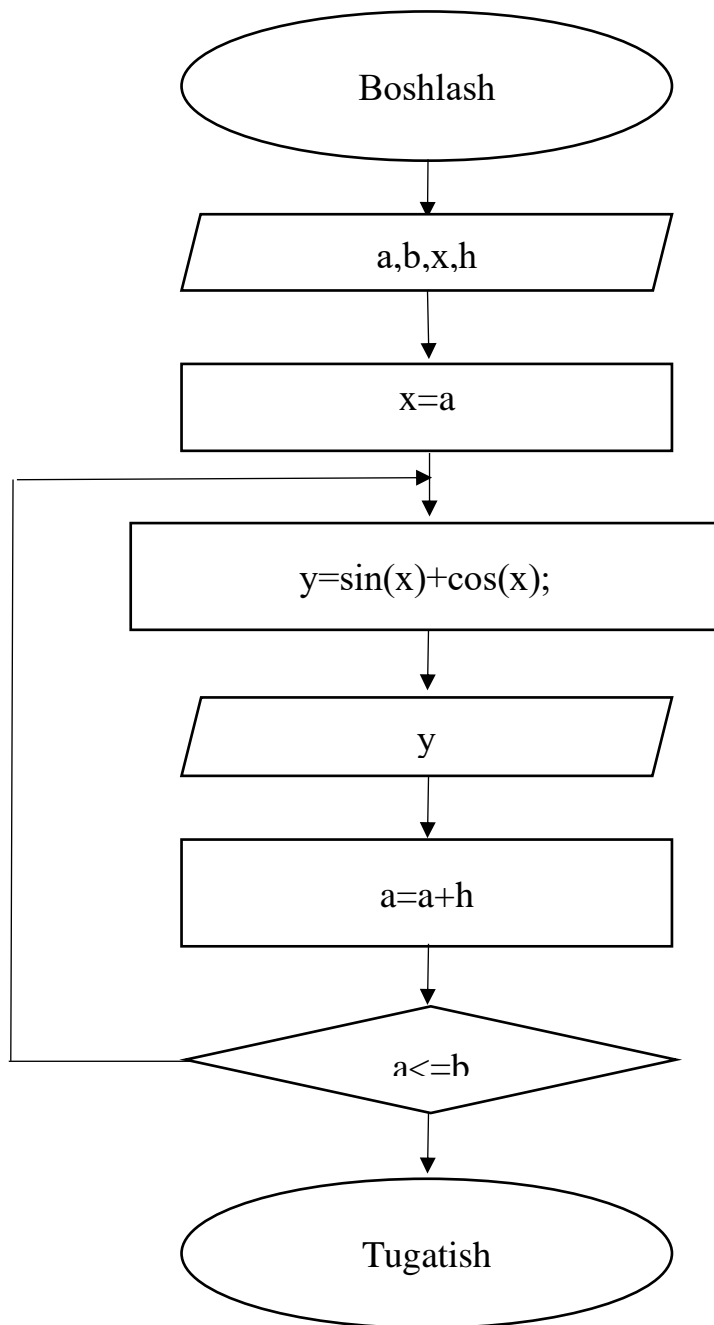 Boshlash
a,b,x,h
x=a
y=sin(x)+cos(x);
y
a=a+h
a<=b
Tugatish